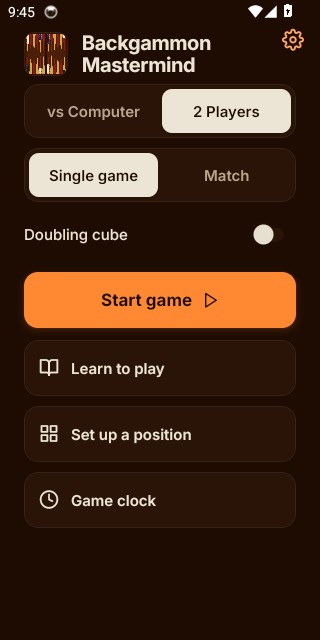 9:45
Backgammon
Mastermind
vs Computer
2 Players
Single game
Match
Doubling cube
Start game
Learn to play
Set up a position
Game clock